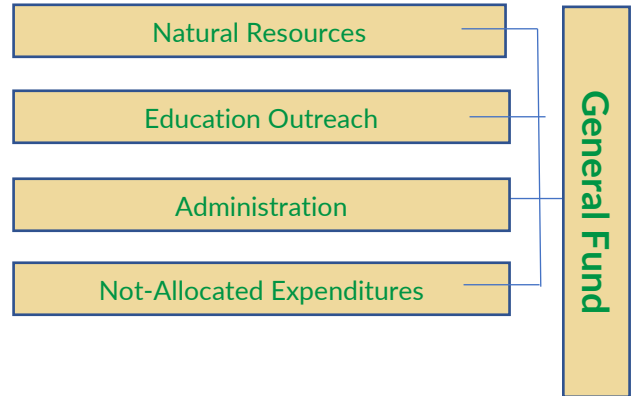 Natural Resources
Education Outreach
Administration
Not-Allocated Expenditures
General Fund